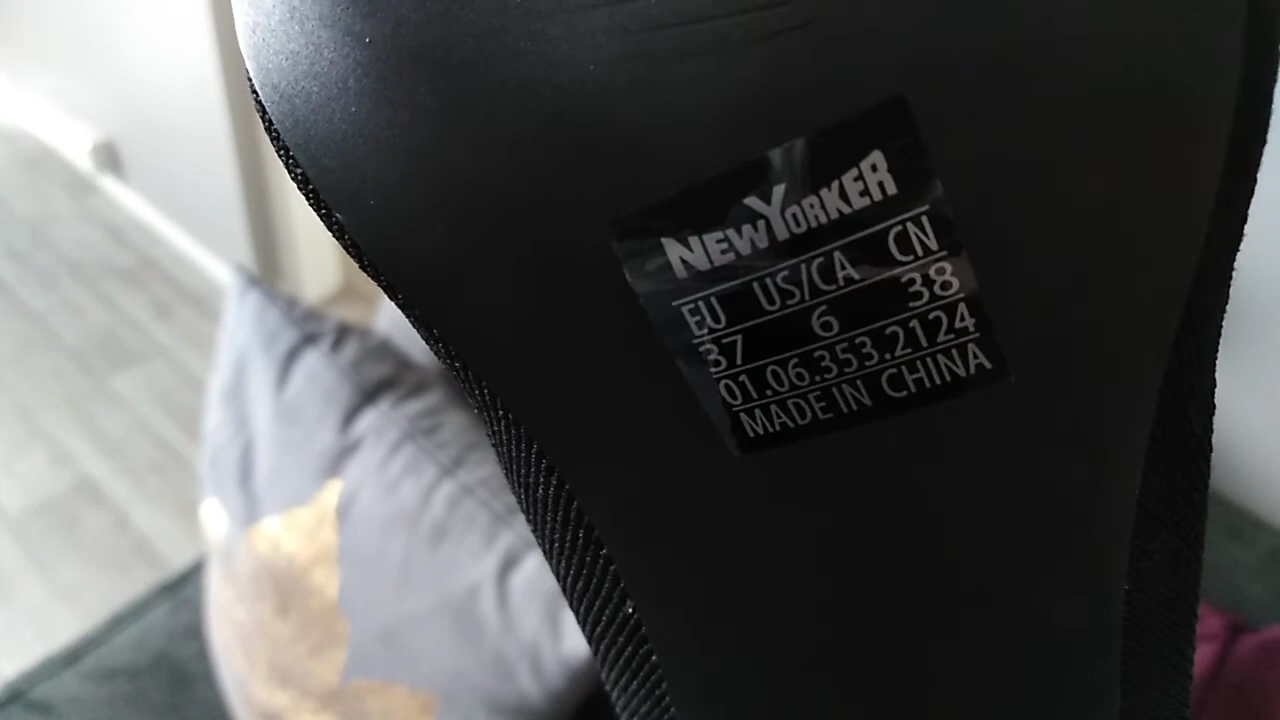 NEWYORKER
EU US/CA CN
37 6 38
01.06.353.2124
MADE IN CHINA